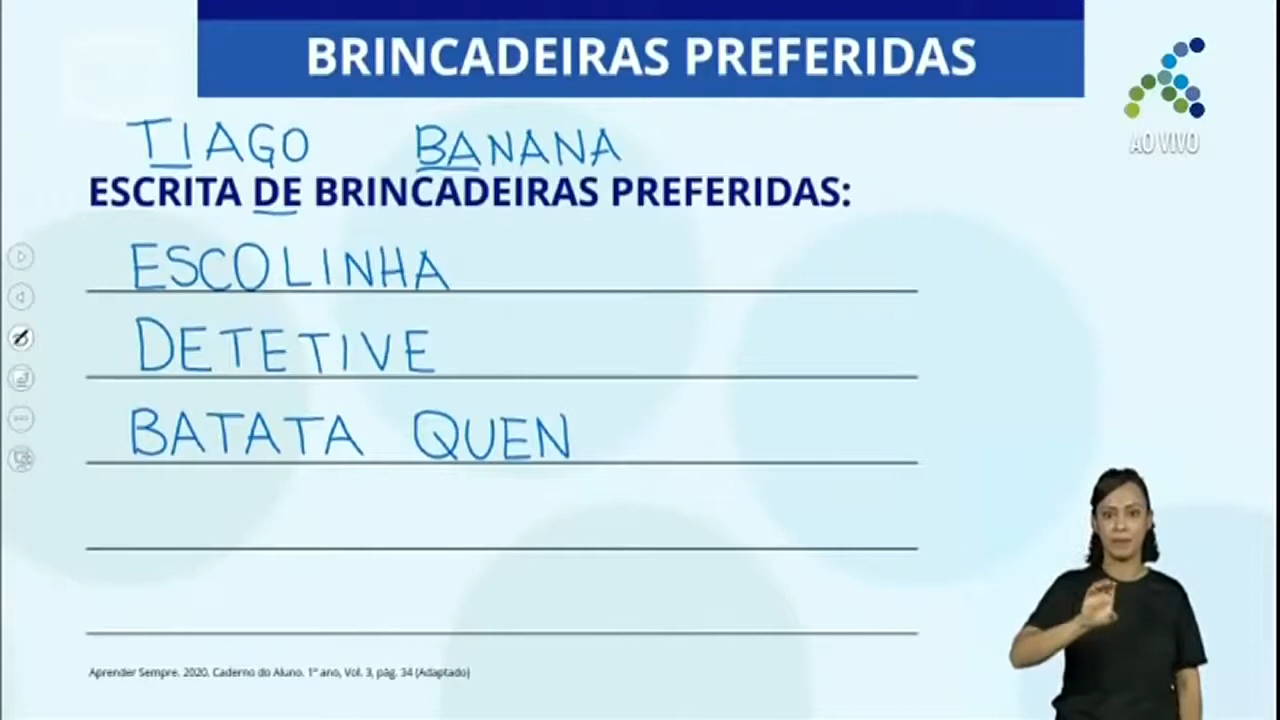 BRINCADEIRAS PREFERIDAS
AO VIVO
TIAGO BANANA
ESCRITA DE BRINCADEIRAS PREFERIDAS:
ESCOLINHA
DETETIVE
BATATA QUEN
Aprender Sempre. 2020. Caderno do Aluno. 1º ano, Vol. 3, pág. 34 (Adaptado)